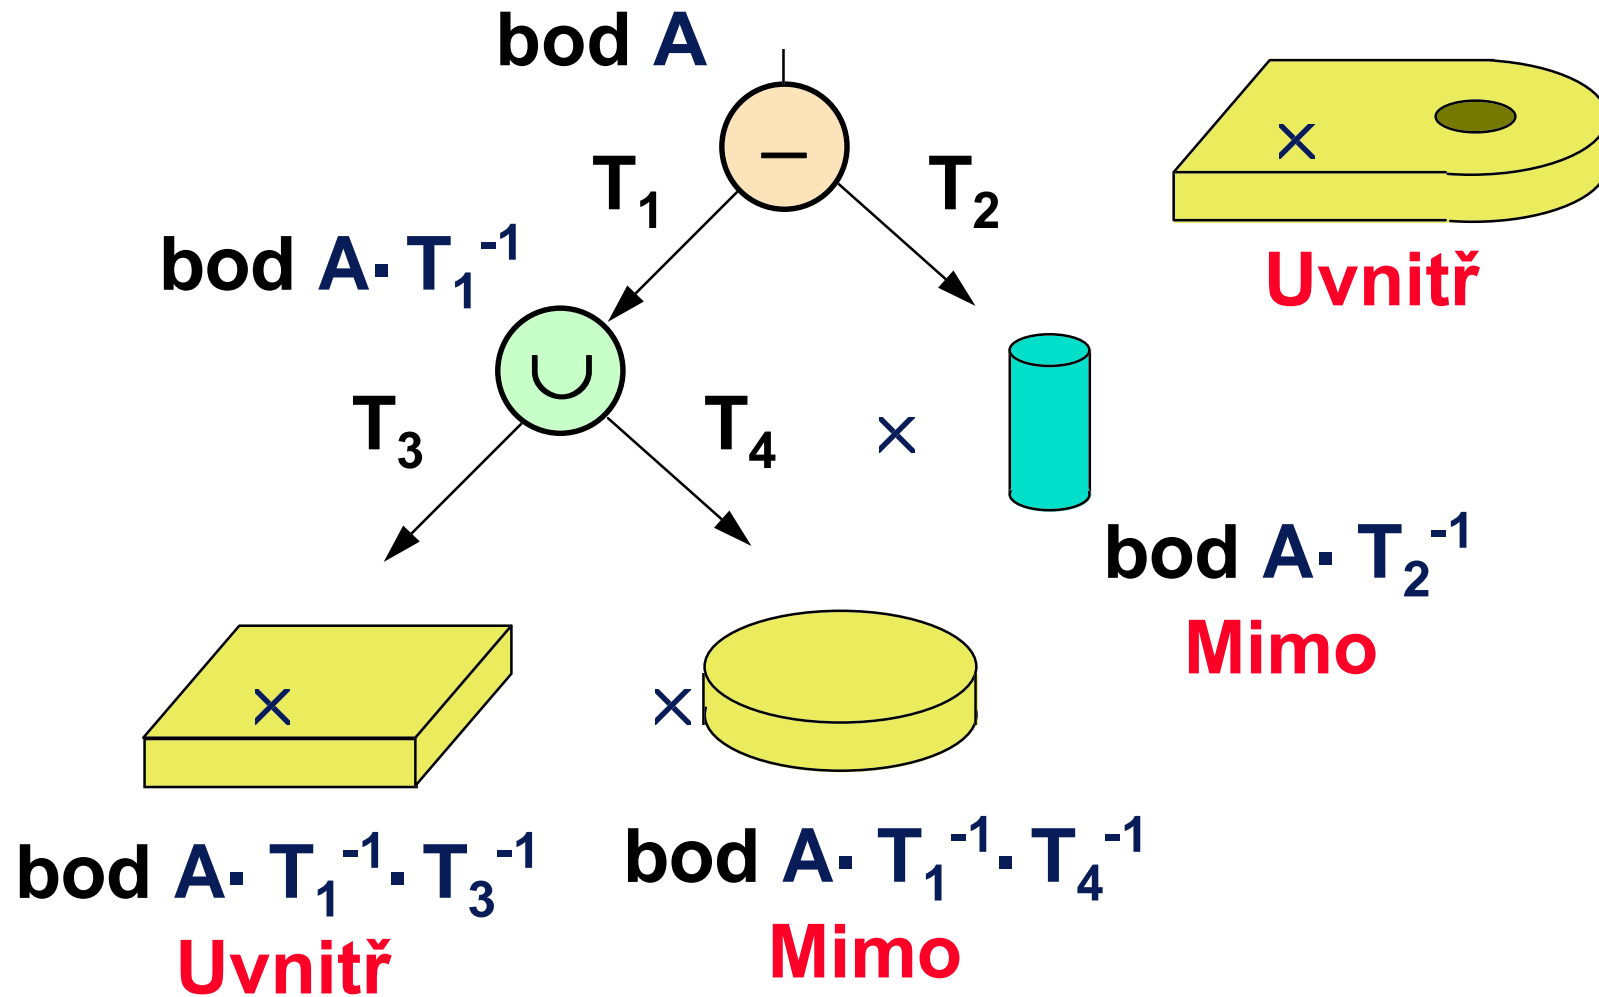 bod A
−
T₁
T₂
Uvnitř
bod A· T₁⁻¹
∪
T₃
T₄
bod A· T₂⁻¹
Mimo
bod A· T₁⁻¹· T₃⁻¹
Uvnitř
bod A· T₁⁻¹· T₄⁻¹
Mimo